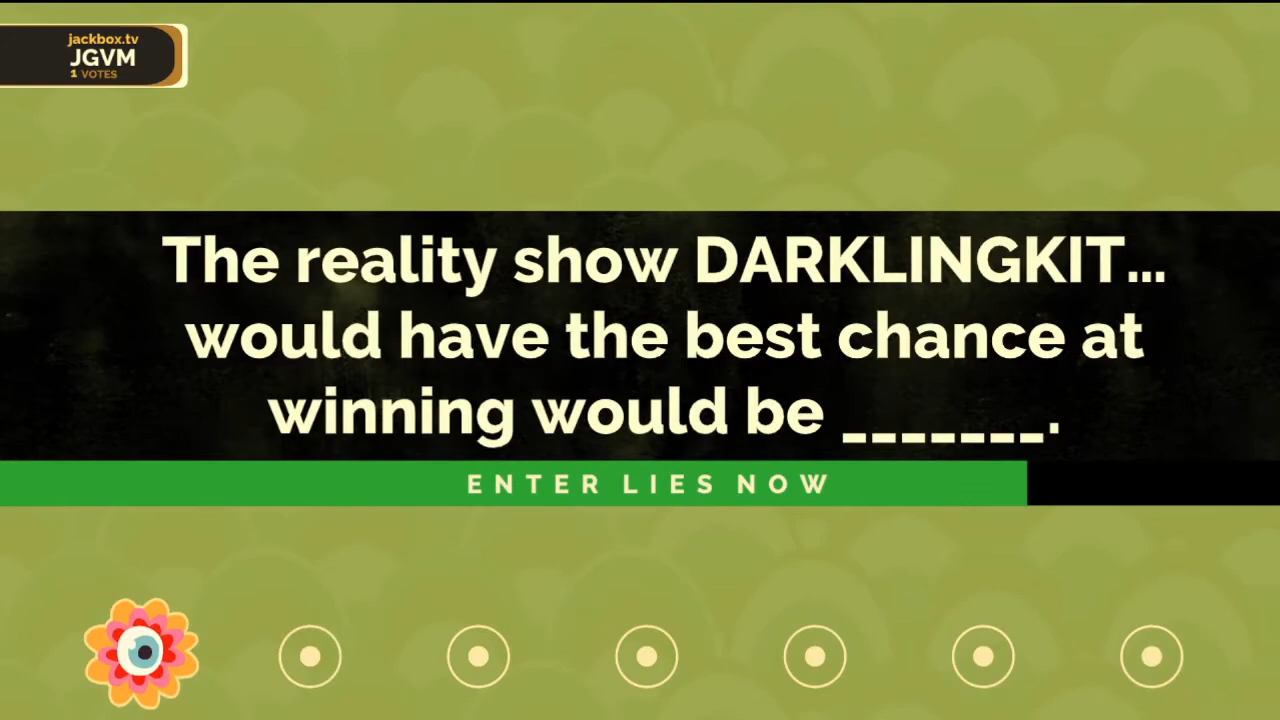 jackbox.tv
JGVM
1 VOTES
The reality show DARKLINGKIT...
would have the best chance at
winning would be _______.
ENTER LIES NOW